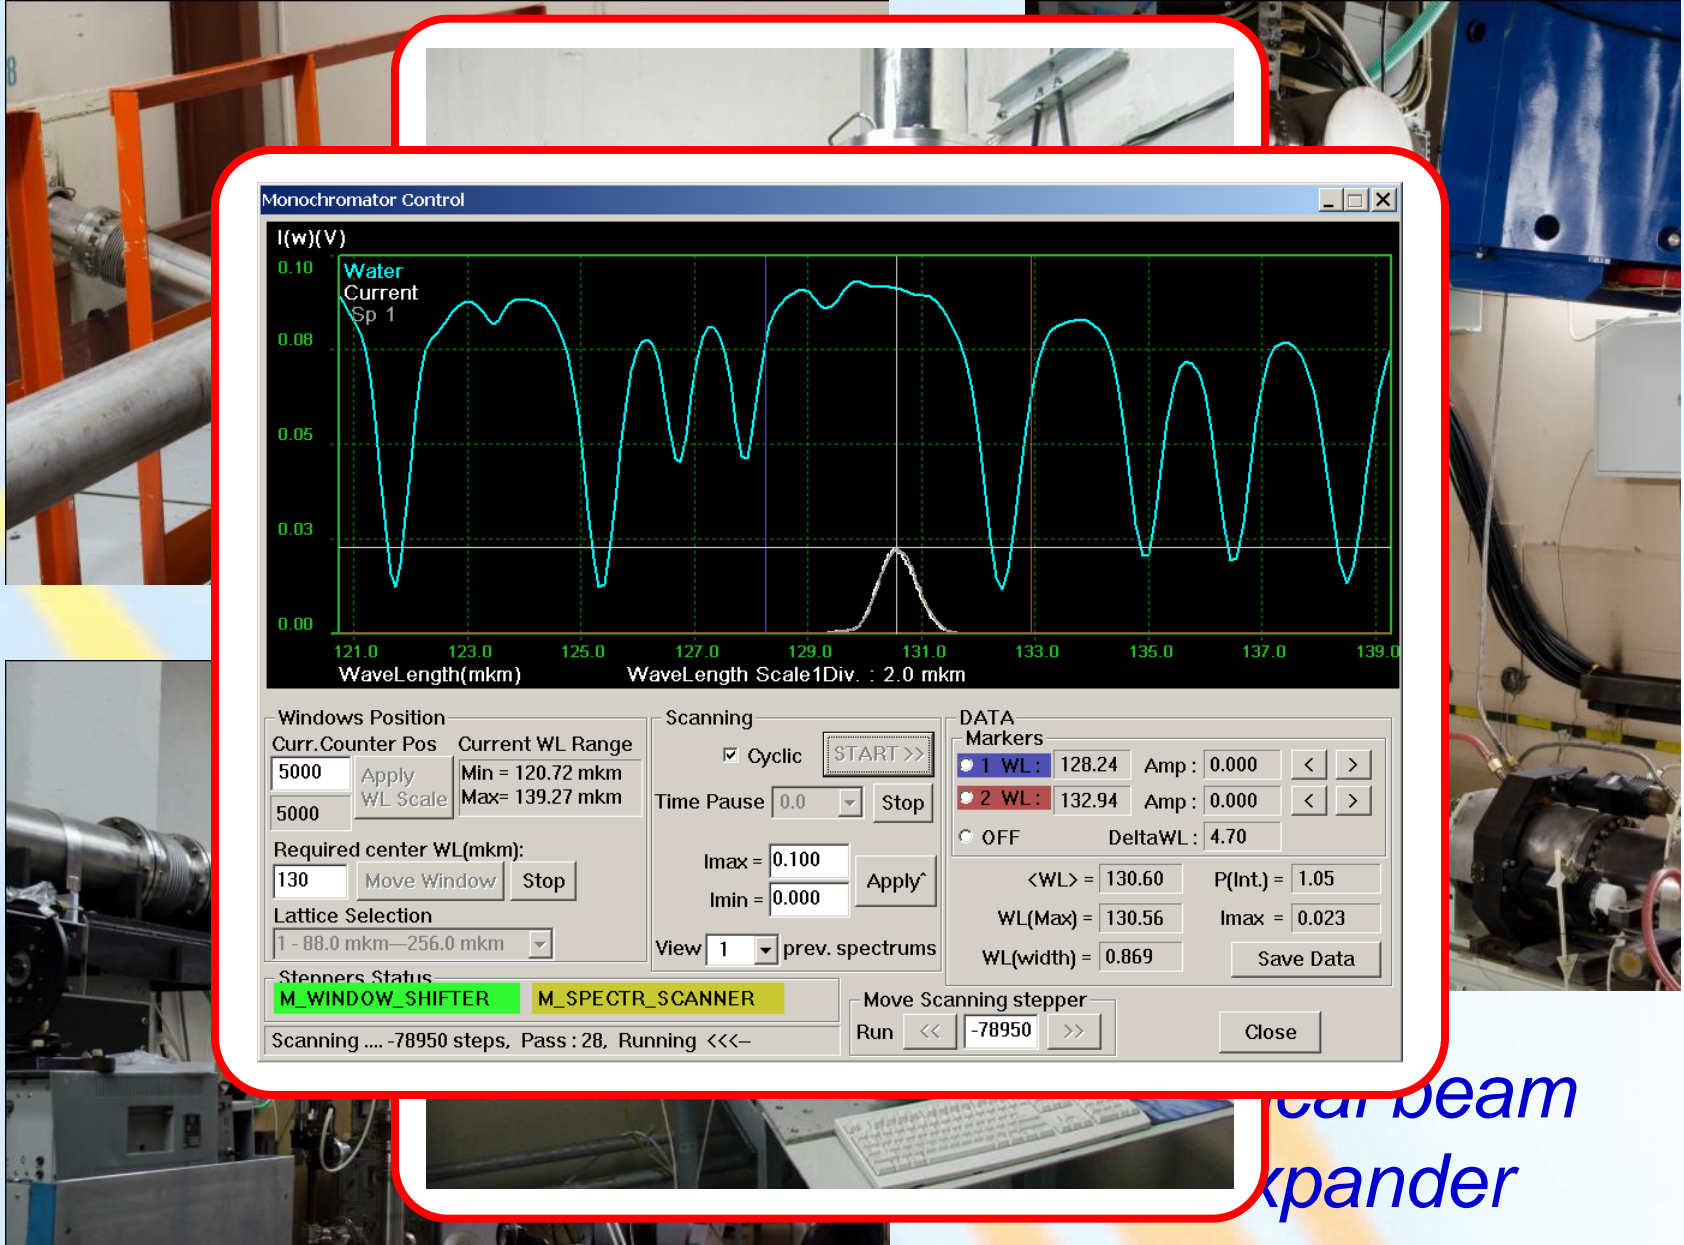 8
Monochromator Control
I(w)(V)
0.10
Water
Current
Sp 1
0.08
0.05
0.03
0.00
121.0 123.0 125.0 127.0 129.0 131.0 133.0 135.0 137.0 139.0
WaveLength(mkm) WaveLength Scale1Div. : 2.0 mkm
Windows Position
Curr.Counter Pos Current WL Range
5000 Apply WL Scale Min = 120.72 mkm
5000 Max= 139.27 mkm
Required center WL(mkm):
130 Move Window Stop
Lattice Selection
1 - 88.0 mkm—256.0 mkm
Scanning
Cyclic START >>
Time Pause 0.0 Stop
Imax = 0.100
Imin = 0.000
Apply^
View 1 prev. spectrums
DATA
Markers
1 WL: 128.24 Amp: 0.000 < >
2 WL: 132.94 Amp: 0.000 < >
OFF DeltaWL: 4.70
<WL> = 130.60 P(Int.) = 1.05
WL(Max) = 130.56 Imax = 0.023
WL(width) = 0.869 Save Data
Steppers Status
M_WINDOW_SHIFTER M_SPECTR_SCANNER
Scanning .... -78950 steps, Pass : 28, Running <<<–
Move Scanning stepper
Run << -78950 >>
Close
cal beam
xpander